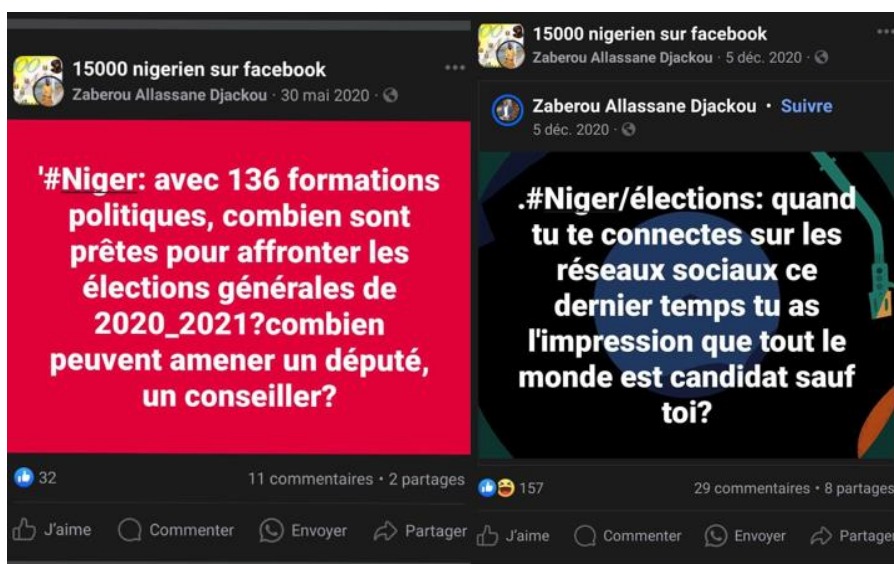 15000 nigerien sur facebook
Zaberou Allassane Djackou · 30 mai 2020 ·
'#Niger: avec 136 formations
politiques, combien sont
prêtes pour affronter les
élections générales de
2020_2021?combien
peuvent amener un député,
un conseiller?
32
11 commentaires • 2 partages
J'aime Commenter Envoyer Partager
15000 nigerien sur facebook
Zaberou Allassane Djackou · 5 déc. 2020 ·
Zaberou Allassane Djackou • Suivre
5 déc. 2020 ·
.#Niger/élections: quand
tu te connectes sur les
réseaux sociaux ce
dernier temps tu as
l'impression que tout le
monde est candidat sauf
toi?
157
29 commentaires • 8 partages
J'aime Commenter Envoyer Partager